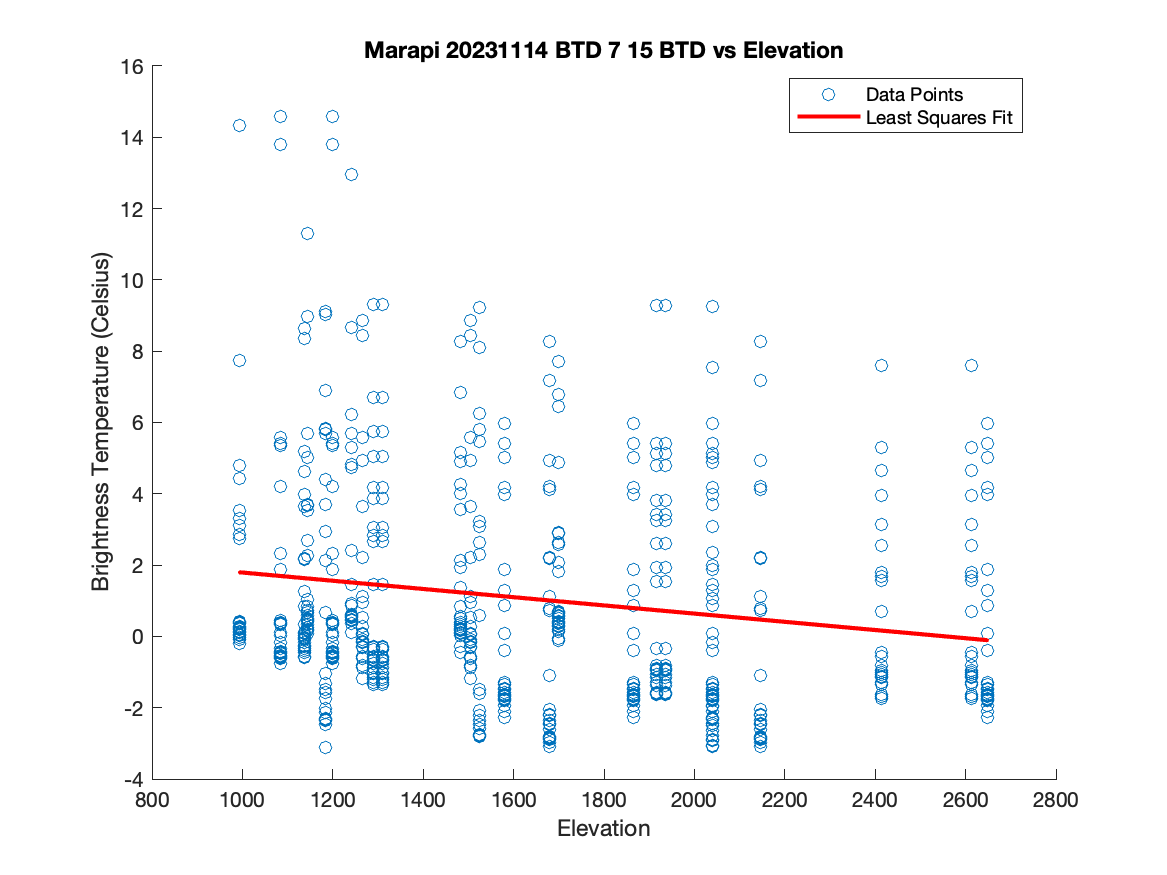 Marapi 20231114 BTD 7 15 BTD vs Elevation
Data Points
Least Squares Fit
Brightness Temperature (Celsius)
16
14
12
10
8
6
4
2
0
-2
-4
800 1000 1200 1400 1600 1800 2000 2200 2400 2600 2800
Elevation